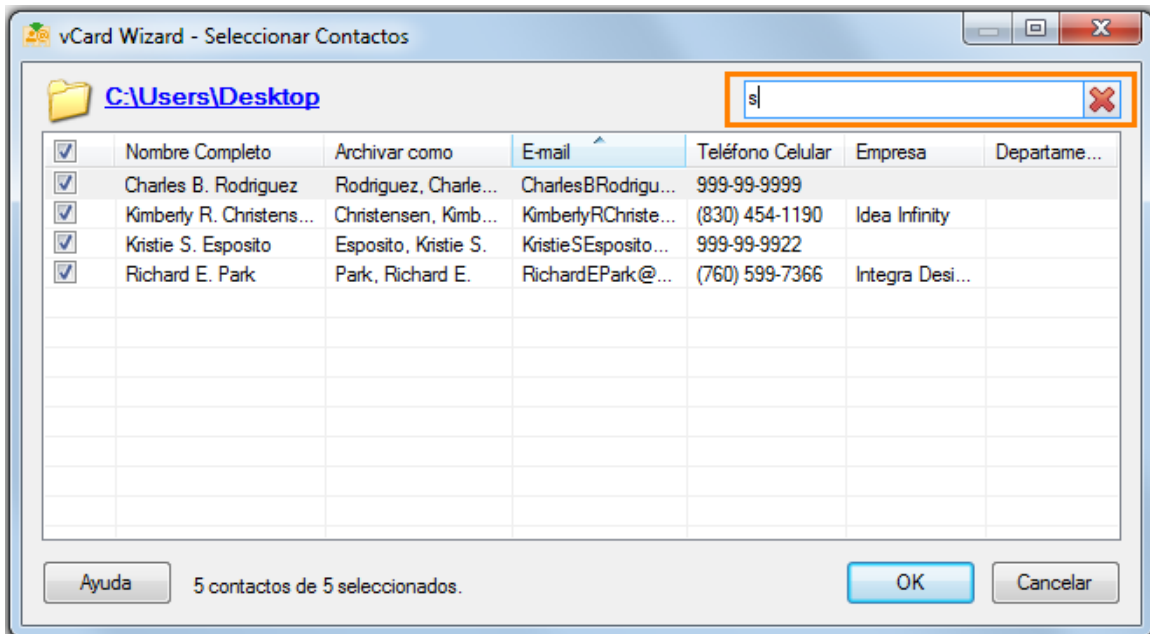 vCard Wizard - Seleccionar Contactos
C:\Users\Desktop s
Nombre Completo Archivar como E-mail Teléfono Celular Empresa Departame...
Charles B. Rodriguez Rodriguez, Charle... CharlesBRodrigu... 999-99-9999
Kimberly R. Christens... Christensen, Kimb... KimberlyRChriste... (830) 454-1190 Idea Infinity
Kristie S. Esposito Esposito, Kristie S. KristieSEsposito... 999-99-9922
Richard E. Park Park, Richard E. RichardEPark@... (760) 599-7366 Integra Desi...
Ayuda 5 contactos de 5 seleccionados. OK Cancelar